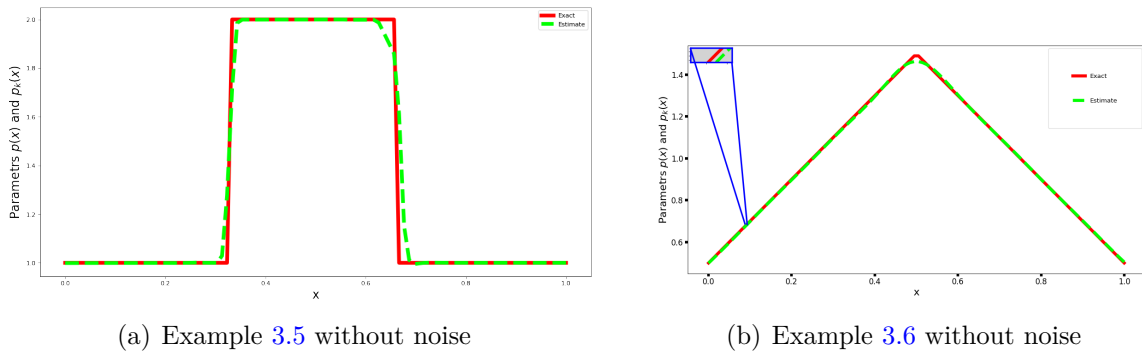 Exact
Estimate
Parametrs p(x) and p_k(x)
2.0
1.8
1.6
1.4
1.2
1.0
0.0
0.2
0.4
0.6
0.8
1.0
x
(a) Example 3.5 without noise
Exact
Estimate
Parametrs p(x) and p_k(x)
1.4
1.2
1.0
0.8
0.6
0.0
0.2
0.4
0.6
0.8
1.0
x
(b) Example 3.6 without noise